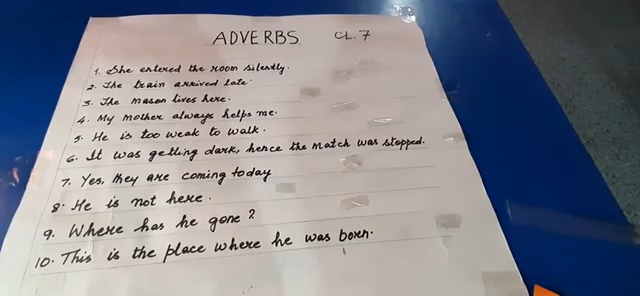 ADVERBS CL. 7
1. She entered the room silently.
2. The train arrived late.
3. The mason lives here.
4. My mother always helps me.
5. He is too weak to walk.
6. It was getting dark, hence the match was stopped.
7. Yes, they are coming today
8. He is not here.
9. Where has he gone?
10. This is the place where he was born.